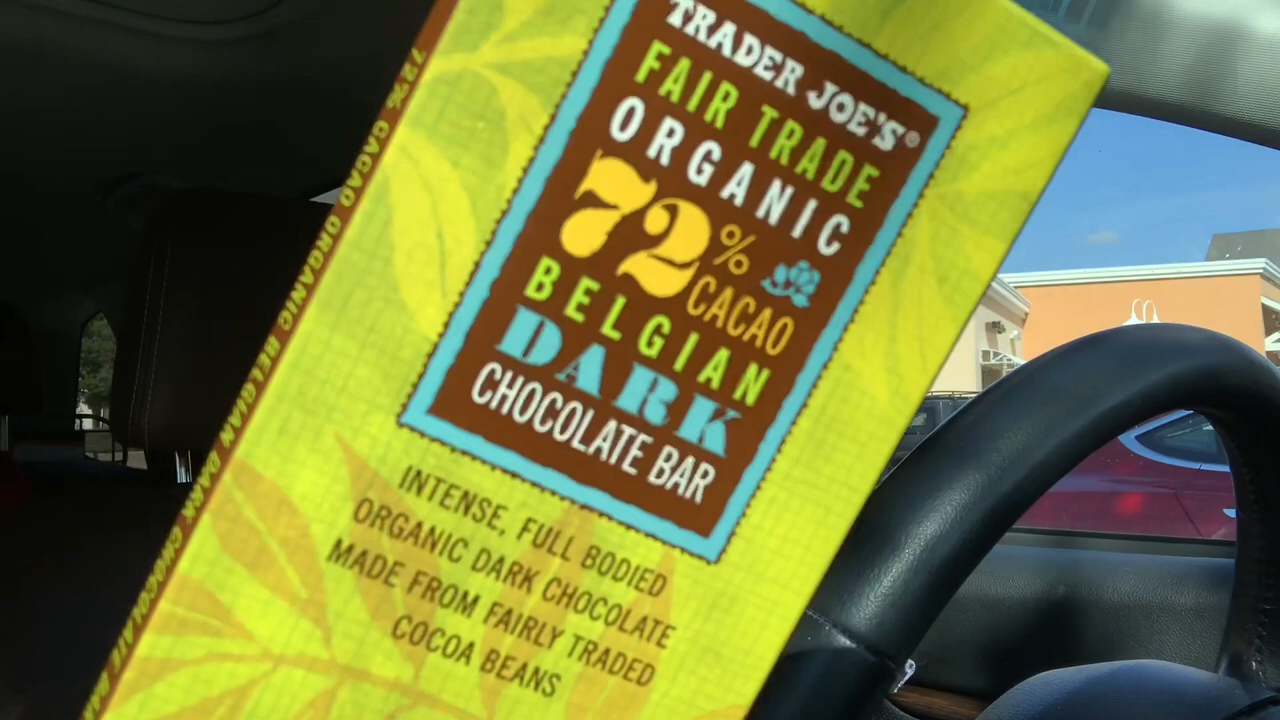 TRADER JOE'S®
FAIR TRADE
ORGANIC
72%
CACAO
BELGIAN
DARK
CHOCOLATE BAR
INTENSE, FULL BODIED
ORGANIC DARK CHOCOLATE
MADE FROM FAIRLY TRADED
COCOA BEANS
72% CACAO ORGANIC BELGIAN DARK CHOCOLATE BAR